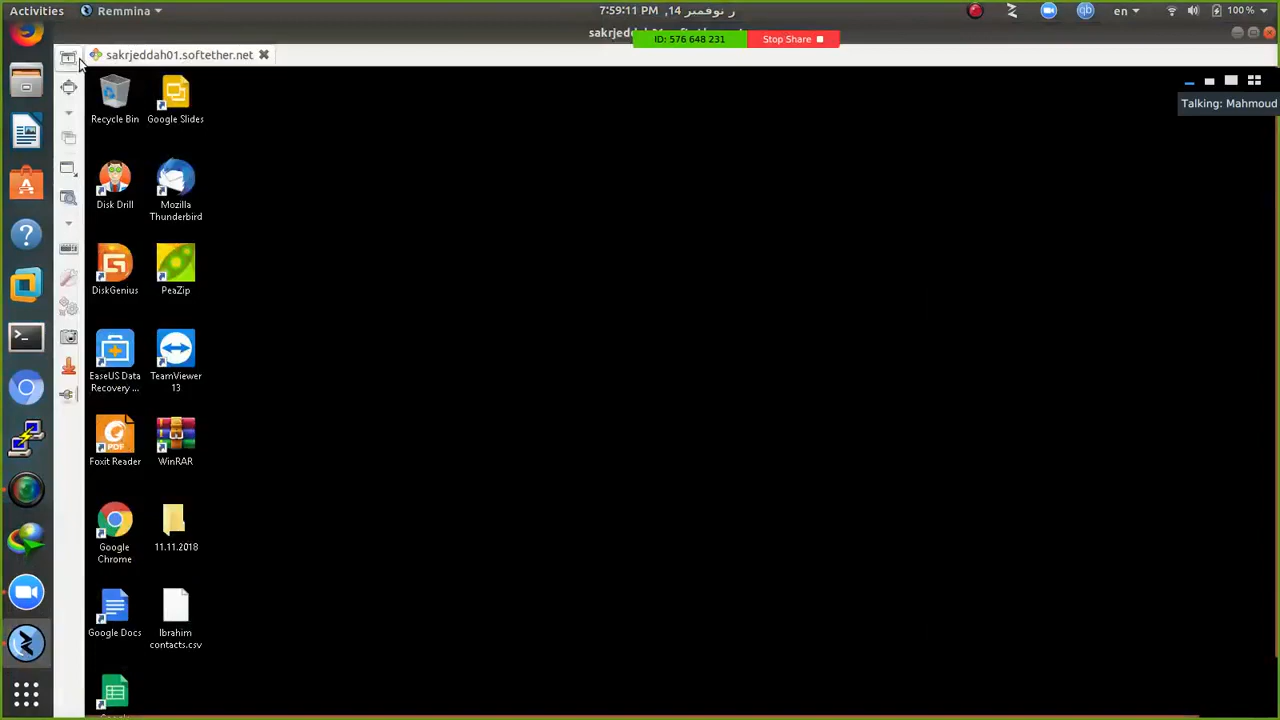 Activities
Remmina
7:59:11 PM ,14 ر نوفمبر
en
100 %
ID: 576 648 231
Stop Share
sakrjeddah01.softether.net
Talking: Mahmoud
Recycle Bin
Google Slides
Disk Drill
Mozilla
Thunderbird
DiskGenius
PeaZip
EaseUS Data
Recovery ...
TeamViewer
13
Foxit Reader
WinRAR
Google
Chrome
11.11.2018
Google Docs
Ibrahim
contacts.csv